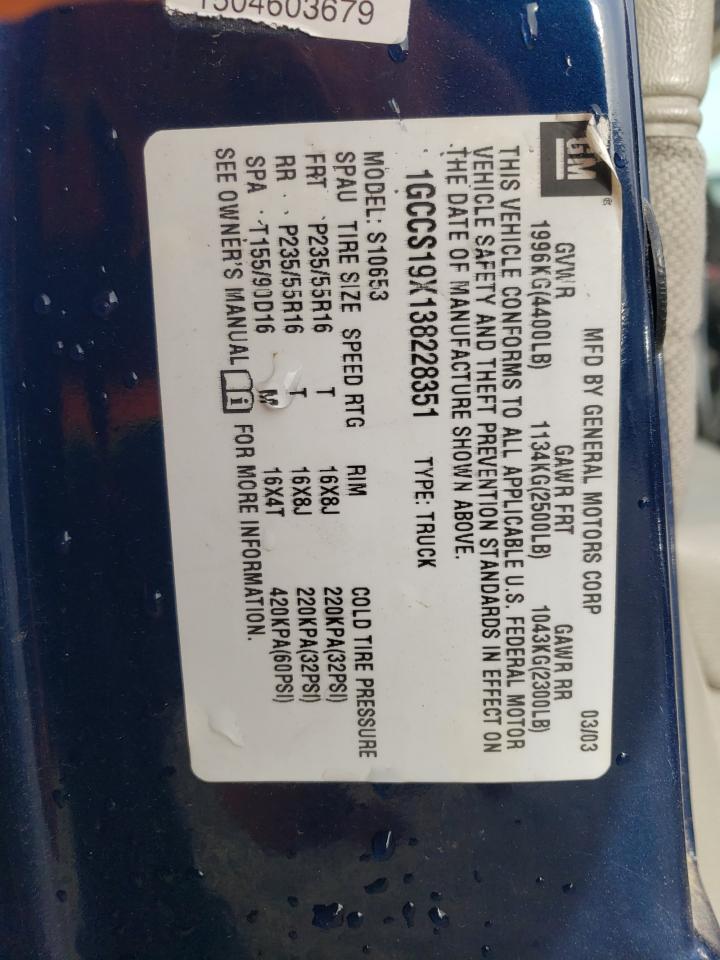 1504603679
GM®
MFD BY GENERAL MOTORS CORP 03/03
GVWR GAWR FRT GAWR RR
1996KG(4400LB) 1134KG(2500LB) 1043KG(2300LB)
THIS VEHICLE CONFORMS TO ALL APPLICABLE U.S. FEDERAL MOTOR
VEHICLE SAFETY AND THEFT PREVENTION STANDARDS IN EFFECT ON
THE DATE OF MANUFACTURE SHOWN ABOVE.
1GCCS19X138228351 TYPE: TRUCK
MODEL: S10653
SPAU TIRE SIZE SPEED RTG RIM COLD TIRE PRESSURE
FRT P235/55R16 T 16X8J 220KPA(32PSI)
RR P235/55R16 T 16X8J 220KPA(32PSI)
SPA T155/90D16 M 16X4T 420KPA(60PSI)
SEE OWNER'S MANUAL FOR MORE INFORMATION.